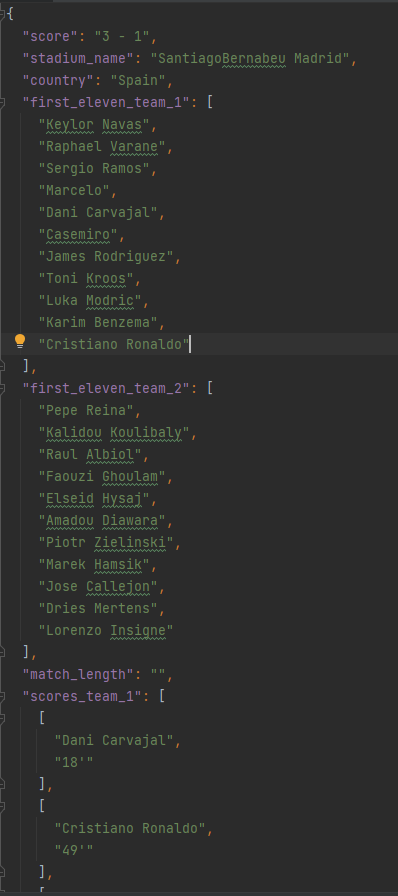 {
"score": "3 - 1",
"stadium_name": "SantiagoBernabeu Madrid",
"country": "Spain",
"first_eleven_team_1": [
"Keylor Navas",
"Raphael Varane",
"Sergio Ramos",
"Marcelo",
"Dani Carvajal",
"Casemiro",
"James Rodriguez",
"Toni Kroos",
"Luka Modric",
"Karim Benzema",
"Cristiano Ronaldo"
],
"first_eleven_team_2": [
"Pepe Reina",
"Kalidou Koulibaly",
"Raul Albiol",
"Faouzi Ghoulam",
"Elseid Hysaj",
"Amadou Diawara",
"Piotr Zielinski",
"Marek Hamsik",
"Jose Callejon",
"Dries Mertens",
"Lorenzo Insigne"
],
"match_length": "",
"scores_team_1": [
[
"Dani Carvajal",
"18'"
],
[
"Cristiano Ronaldo",
"49'"
],
[